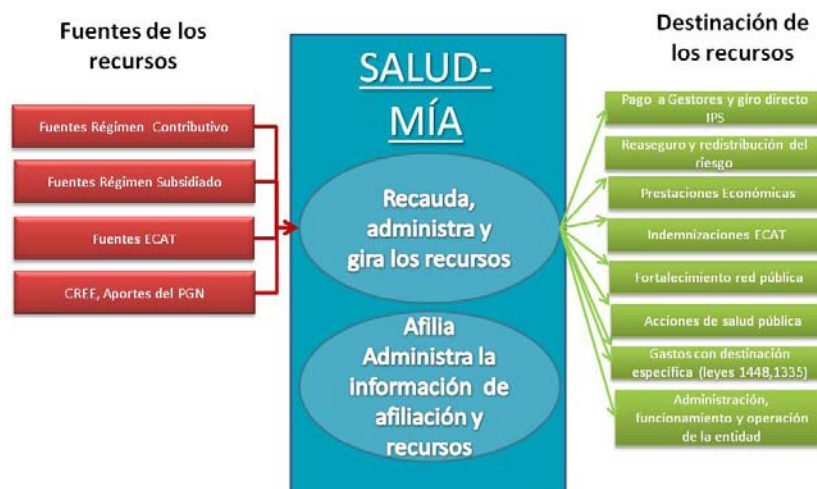 Fuentes de los
recursos
Fuentes Régimen Contributivo
Fuentes Régimen Subsidiado
Fuentes ECAT
CREE, Aportes del PGN
SALUD-
MÍA
Recauda,
administra y
gira los recursos
Afilia
Administra la
información de
afiliación y
recursos
Destinación de
los recursos
Pago a Gestores y giro directo
IPS
Reaseguro y redistribución del
riesgo
Prestaciones Económicas
Indemnizaciones ECAT
Fortalecimiento red pública
Acciones de salud pública
Gastos con destinación
específica (leyes 1448,1335)
Administración,
funcionamiento y operación
de la entidad